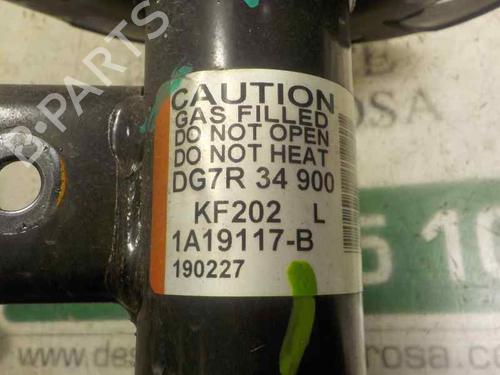 CAUTION
GAS FILLED
DO NOT OPEN
DO NOT HEAT
DG7R 34 900
KF202 L
1A19117-B
190227
B-Parts